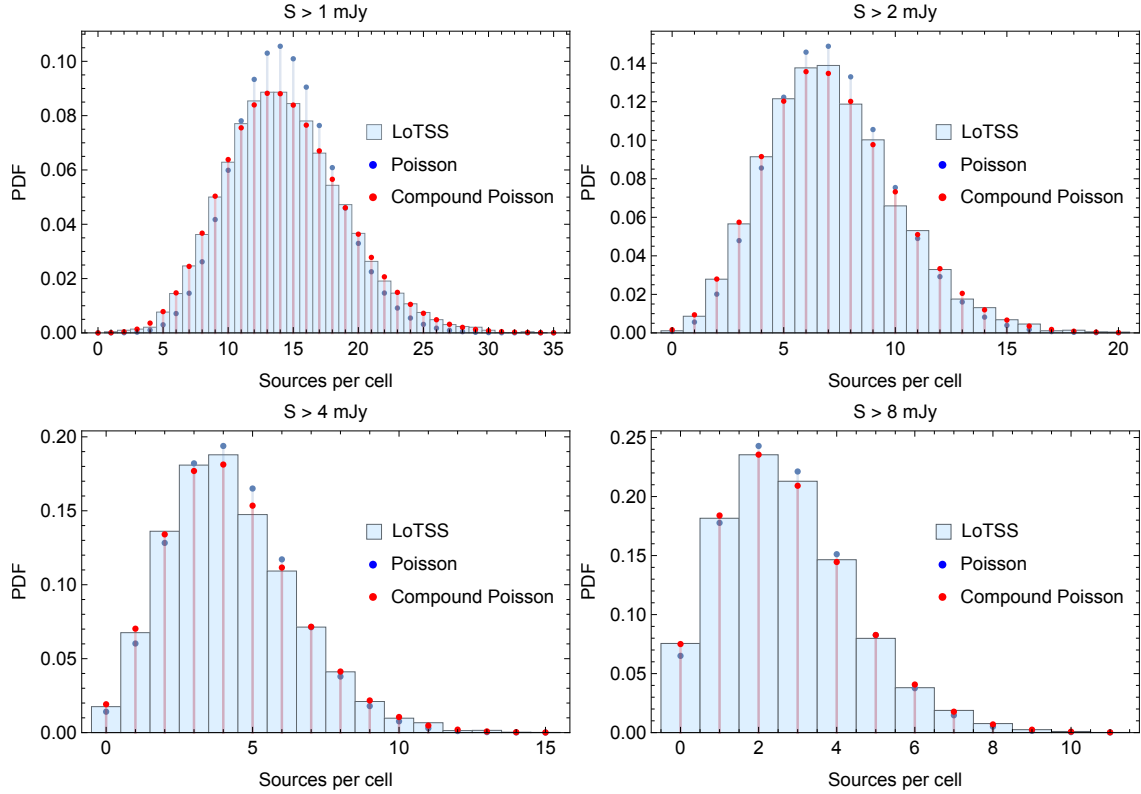 S > 1 mJy
PDF
0.10
0.08
0.06
0.04
0.02
0.00
0 5 10 15 20 25 30 35
Sources per cell
LoTSS
Poisson
Compound Poisson
S > 2 mJy
PDF
0.14
0.12
0.10
0.08
0.06
0.04
0.02
0.00
0 5 10 15 20
Sources per cell
LoTSS
Poisson
Compound Poisson
S > 4 mJy
PDF
0.20
0.15
0.10
0.05
0.00
0 5 10 15
Sources per cell
LoTSS
Poisson
Compound Poisson
S > 8 mJy
PDF
0.25
0.20
0.15
0.10
0.05
0.00
0 2 4 6 8 10
Sources per cell
LoTSS
Poisson
Compound Poisson